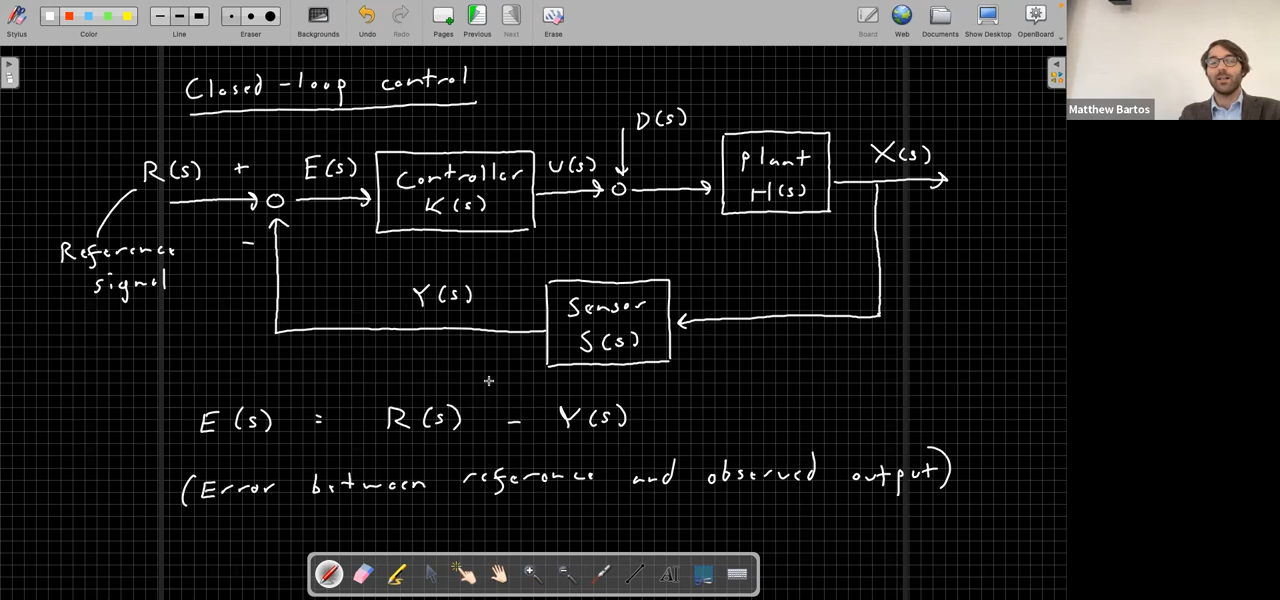 Stylus
Color
Line
Eraser
Backgrounds
Undo
Redo
Pages
Previous
Next
Erase
Board
Web
Documents
Show Desktop
OpenBoard
Matthew Bartos
Closed-loop control
D(s)
R(s) +
E(s)
Controller
K(s)
U(s)
Plant
H(s)
X(s)
Reference
signal
-
Y(s)
Sensor
S(s)
E(s) = R(s) - Y(s)
(Error between reference and observed output)
AI